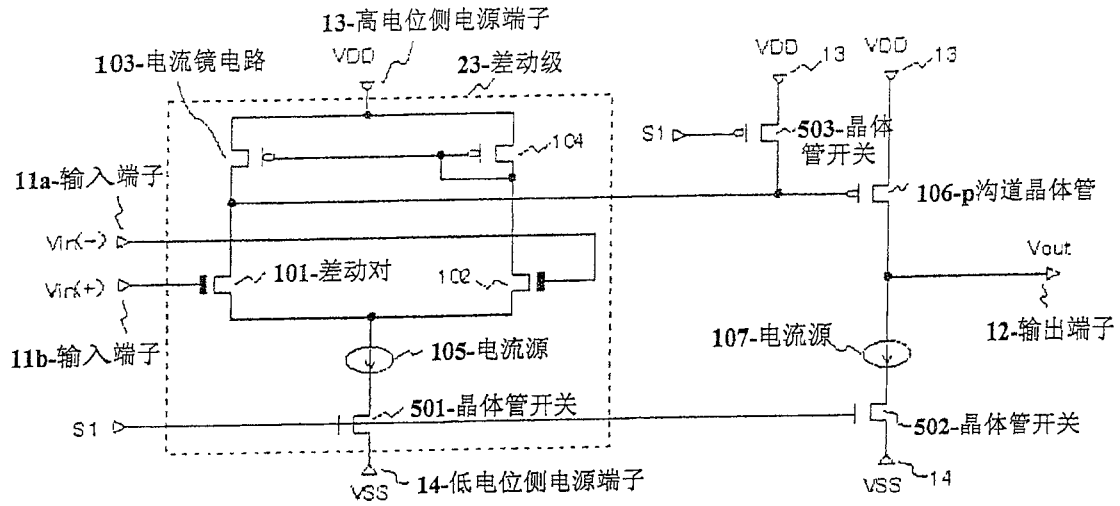 13-高电位侧电源端子
VDD
103-电流镜电路
23-差动级
VDD
13
VDD
13
S1
503-晶体
管开关
104
11a-输入端子
106-p沟道晶体管
Vin(-)
Vin(+)
101-差动对
102
Vout
11b-输入端子
105-电流源
107-电流源
12-输出端子
S1
501-晶体管开关
502-晶体管开关
VSS
14-低电位侧电源端子
VSS
14